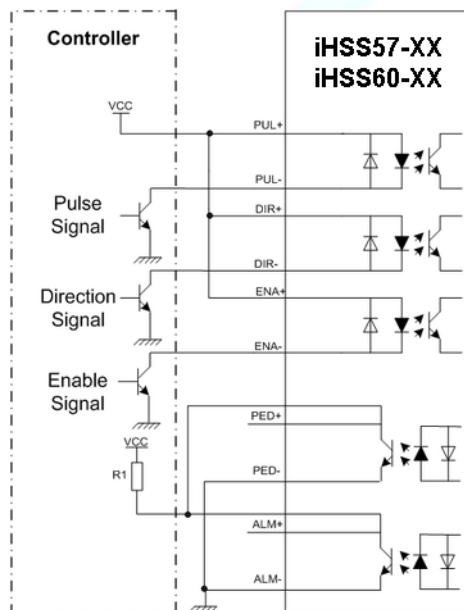 Controller
iHSS57-XX
iHSS60-XX
VCC
PUL+
PUL-
Pulse
Signal
DIR+
DIR-
Direction
Signal
ENA+
ENA-
Enable
Signal
PED+
VCC
R1
PED-
ALM+
ALM-